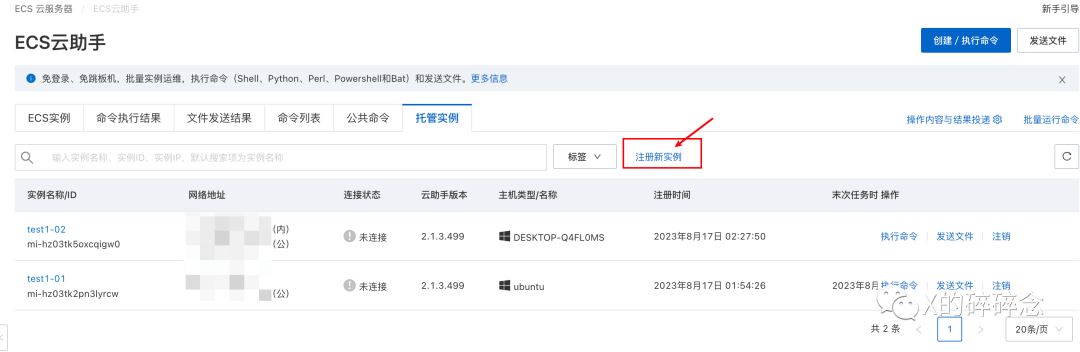 ECS 云服务器 / ECS云助手 新手引导
ECS云助手 创建 / 执行命令 发送文件
免登录、免跳板机，批量实例运维，执行命令（Shell、Python、Perl、Powershell和Bat）和发送文件。更多信息
ECS实例 命令执行结果 文件发送结果 命令列表 公共命令 托管实例 操作内容与结果投递 批量运行命令
输入实例名称、实例ID、实例IP，默认搜索项为实例名称 标签 注册新实例
实例名称/ID 网络地址 连接状态 云助手版本 主机类型/名称 注册时间 末次任务时 操作
test1-02
mi-hz03tk5oxcqigw0
(内)
(公)
未连接 2.1.3.499 DESKTOP-Q4FL0MS 2023年8月17日 02:27:50 执行命令 发送文件 注销
test1-01
mi-hz03tk2pn3lyrcw
(公)
未连接 2.1.3.499 ubuntu 2023年8月17日 01:54:26 2023年8月 执行命令 发送文件 注销
X的碎碎念
共 2 条 1 20条/页